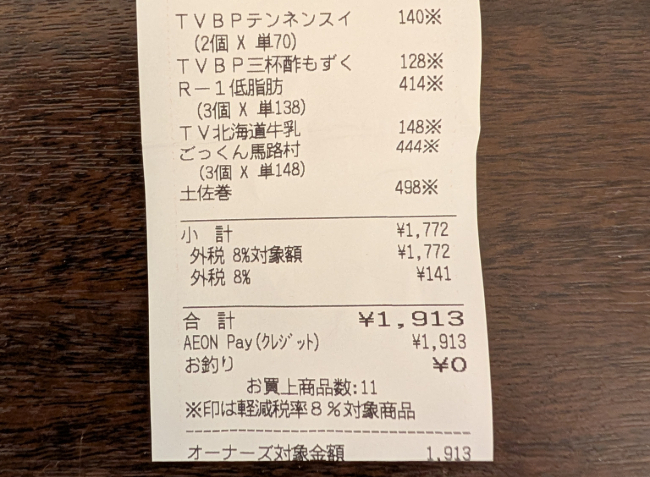 TVBPテンネンスイ 140※
(2個 X 単70)
TVBP三杯酢もずく 128※
R－1低脂肪 414※
(3個 X 単138)
TV北海道牛乳 148※
ごっくん馬路村 444※
(3個 X 単148)
土佐巻 498※
小 計 ¥1,772
外税 8%対象額 ¥1,772
外税 8% ¥141
合 計 ¥1,913
AEON Pay(ｸﾚｼﾞｯﾄ) ¥1,913
お釣り ¥0
お買上商品数:11
※印は軽減税率８％対象商品
オーナーズ対象金額 1,913